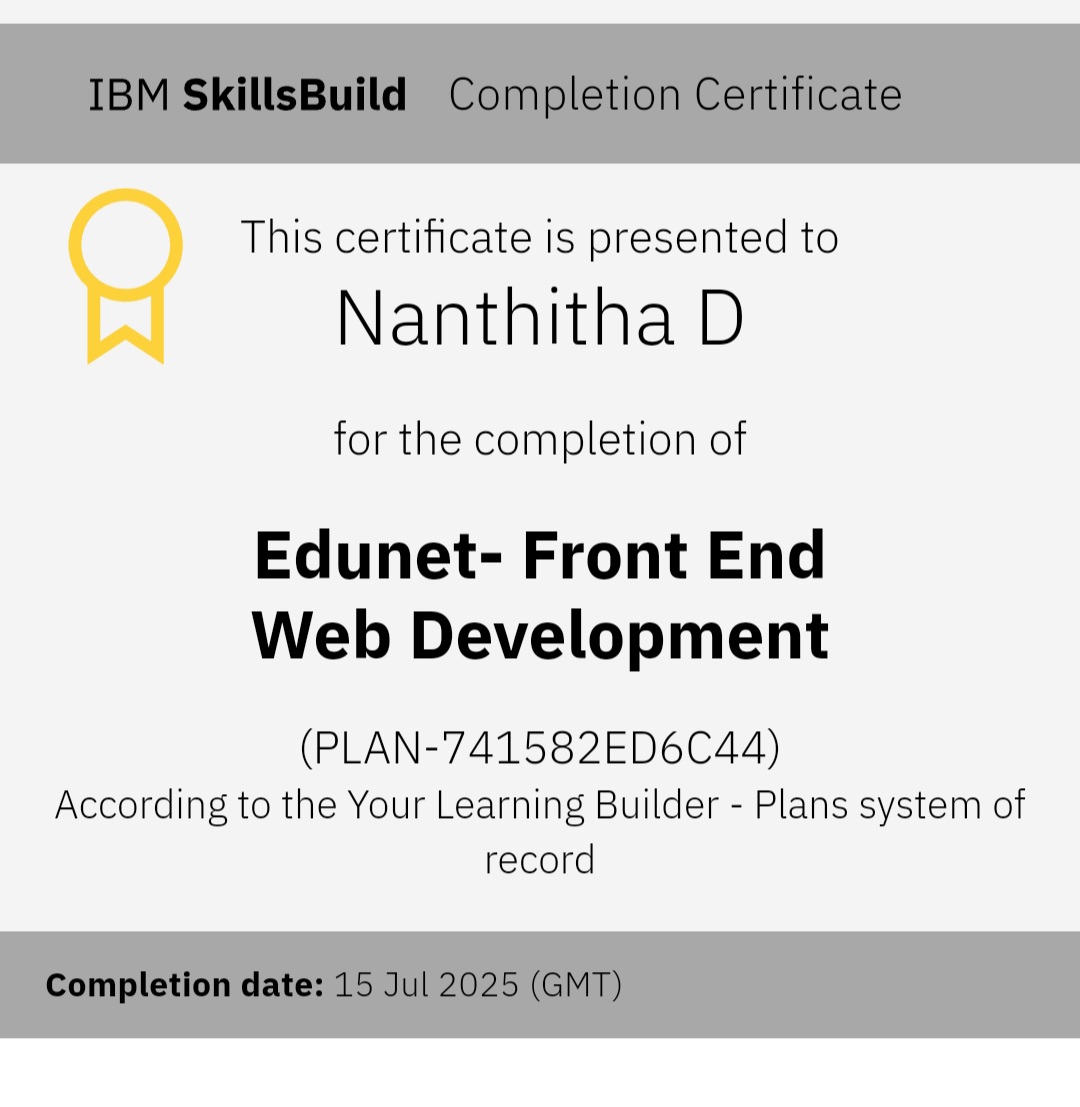 IBM SkillsBuild Completion Certificate
This certificate is presented to
Nanthitha D
for the completion of
Edunet- Front End
Web Development
(PLAN-741582ED6C44)
According to the Your Learning Builder - Plans system of
record
Completion date: 15 Jul 2025 (GMT)